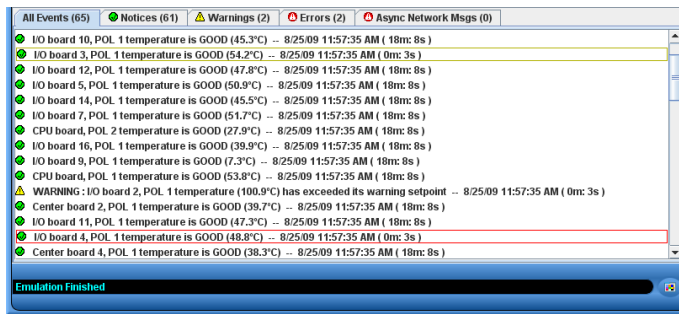 All Events (65) Notices (61) Warnings (2) Errors (2) Async Network Msgs (0)
I/O board 10, POL 1 temperature is GOOD (45.3°C) -- 8/25/09 11:57:35 AM ( 18m: 8s )
I/O board 3, POL 1 temperature is GOOD (54.2°C) -- 8/25/09 11:57:35 AM ( 0m: 3s )
I/O board 12, POL 1 temperature is GOOD (47.8°C) -- 8/25/09 11:57:35 AM ( 18m: 8s )
I/O board 5, POL 1 temperature is GOOD (50.9°C) -- 8/25/09 11:57:35 AM ( 18m: 8s )
I/O board 14, POL 1 temperature is GOOD (45.5°C) -- 8/25/09 11:57:35 AM ( 18m: 8s )
I/O board 7, POL 1 temperature is GOOD (51.7°C) -- 8/25/09 11:57:35 AM ( 18m: 8s )
CPU board, POL 2 temperature is GOOD (27.9°C) -- 8/25/09 11:57:35 AM ( 18m: 8s )
I/O board 16, POL 1 temperature is GOOD (39.9°C) -- 8/25/09 11:57:35 AM ( 18m: 8s )
I/O board 9, POL 1 temperature is GOOD (7.3°C) -- 8/25/09 11:57:35 AM ( 18m: 8s )
CPU board, POL 1 temperature is GOOD (53.8°C) -- 8/25/09 11:57:35 AM ( 18m: 8s )
WARNING : I/O board 2, POL 1 temperature (100.9°C) has exceeded its warning setpoint -- 8/25/09 11:57:35 AM ( 0m: 3s )
Center board 2, POL 1 temperature is GOOD (39.7°C) -- 8/25/09 11:57:35 AM ( 18m: 8s )
I/O board 11, POL 1 temperature is GOOD (47.3°C) -- 8/25/09 11:57:35 AM ( 18m: 8s )
I/O board 4, POL 1 temperature is GOOD (48.8°C) -- 8/25/09 11:57:35 AM ( 0m: 3s )
Center board 4, POL 1 temperature is GOOD (38.3°C) -- 8/25/09 11:57:35 AM ( 18m: 8s )
Emulation Finished